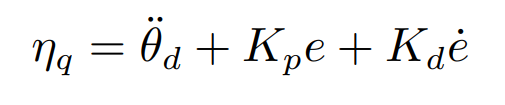 η_q = θ̈_d + K_p e + K_d ė